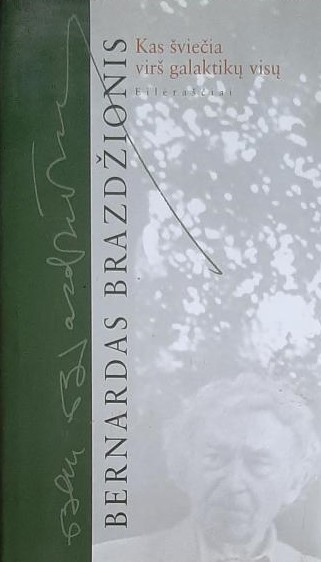 Kas šviečia
virš galaktikų visų
Eilėraščiai
BERNARDAS BRAZDŽIONIS